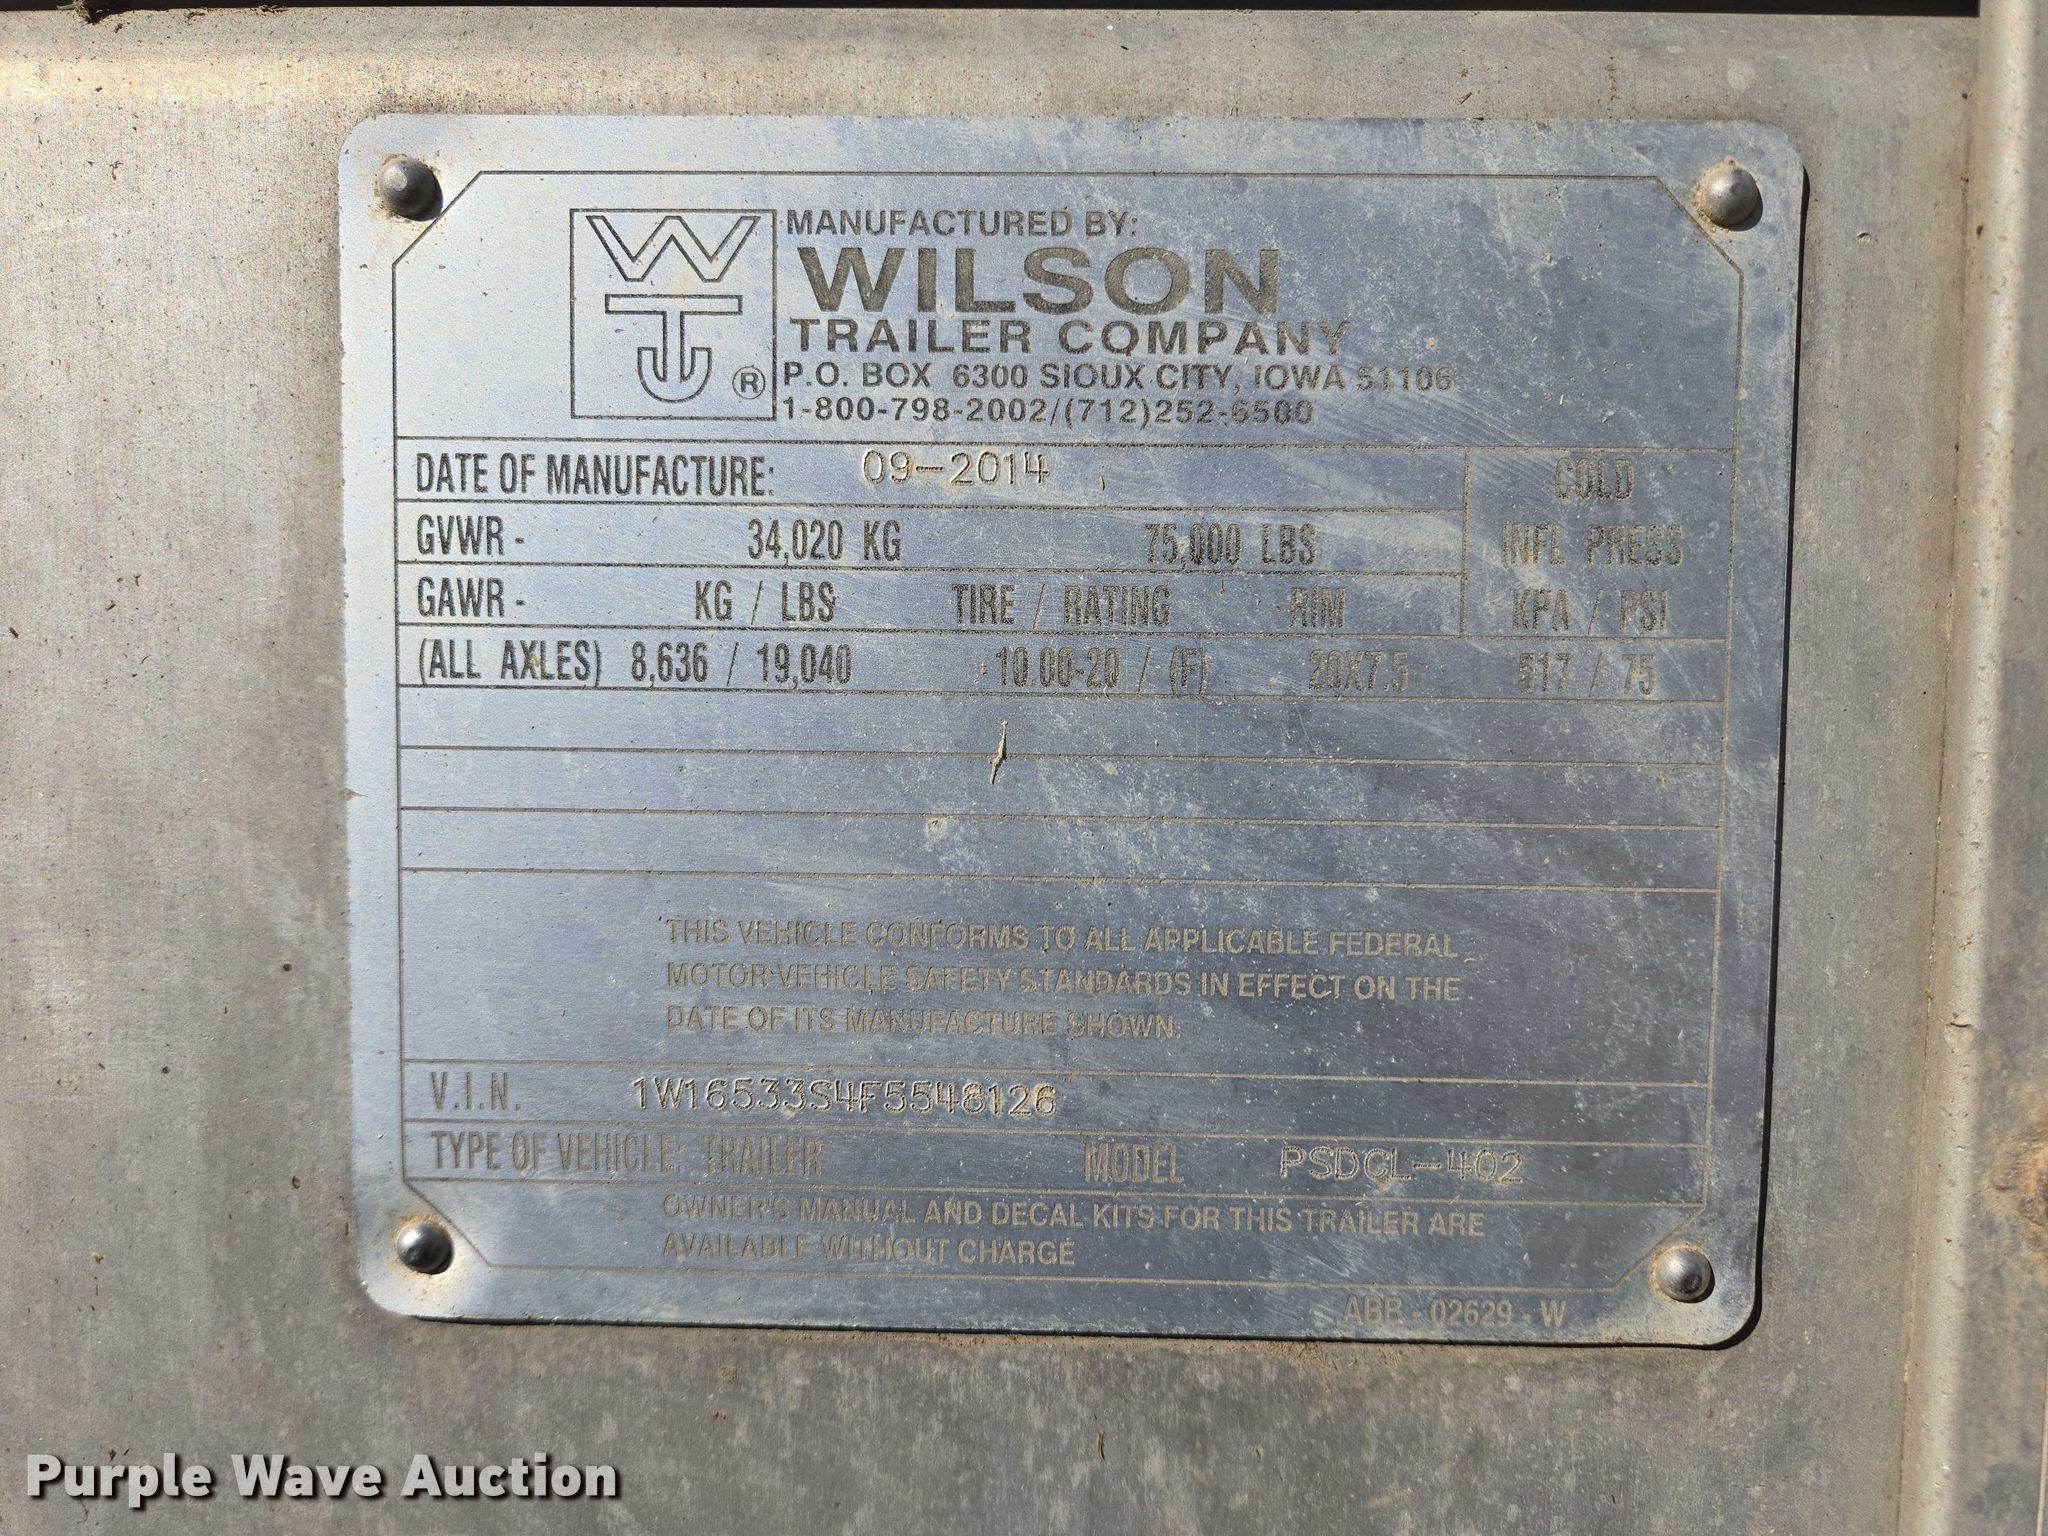 WTJ ®
MANUFACTURED BY:
WILSON
TRAILER COMPANY
P.O. BOX 6300 SIOUX CITY, IOWA 51106
1-800-798-2002/(712)252-6500
DATE OF MANUFACTURE: 09-2014 COLD
GVWR - 34,020 KG 75,000 LBS INFL PRESS
GAWR - KG / LBS TIRE / RATING RIM KPA / PSI
(ALL AXLES) 8,636 / 19,040 10.00-20 / (F) 20X7.5 517 / 75
THIS VEHICLE CONFORMS TO ALL APPLICABLE FEDERAL
MOTOR VEHICLE SAFETY STANDARDS IN EFFECT ON THE
DATE OF ITS MANUFACTURE SHOWN.
V.I.N. 1W16533S4F5548126
TYPE OF VEHICLE: TRAILER MODEL PSDCL-402
OWNER'S MANUAL AND DECAL KITS FOR THIS TRAILER ARE
AVAILABLE WITHOUT CHARGE
ABR - 02629 - W
Purple Wave Auction